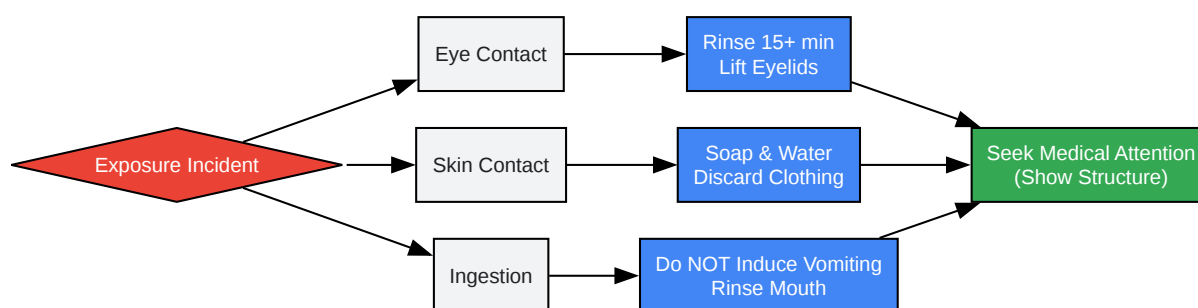 Eye Contact
Rinse 15+ min
Lift Eyelids
Exposure Incident
Skin Contact
Soap & Water
Discard Clothing
Seek Medical Attention
(Show Structure)
Ingestion
Do NOT Induce Vomiting
Rinse Mouth